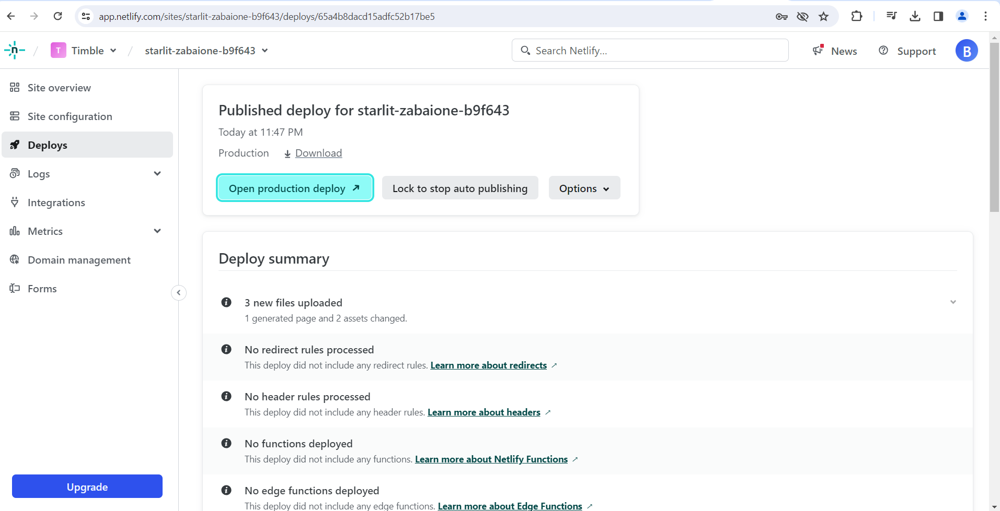 app.netlify.com/sites/starlit-zabaione-b9f643/deploys/65a4b8dacd15adfc52b17be5
n / T Timble / starlit-zabaione-b9f643
Search Netlify...
News
Support
B
Site overview
Site configuration
Deploys
Logs
Integrations
Metrics
Domain management
Forms
Upgrade
Published deploy for starlit-zabaione-b9f643
Today at 11:47 PM
Production Download
Open production deploy
Lock to stop auto publishing
Options
Deploy summary
3 new files uploaded
1 generated page and 2 assets changed.
No redirect rules processed
This deploy did not include any redirect rules. Learn more about redirects
No header rules processed
This deploy did not include any header rules. Learn more about headers
No functions deployed
This deploy did not include any functions. Learn more about Netlify Functions
No edge functions deployed
This deploy did not include any edge functions. Learn more about Edge Functions